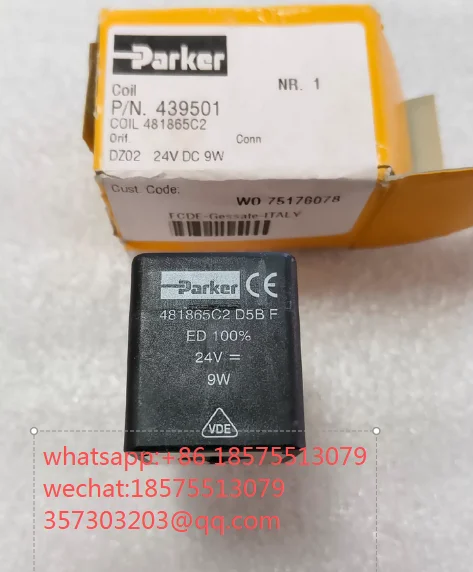 Parker
Coil
NR. 1
P/N. 439501
COIL 481865C2
Orif.
Conn
DZ02 24V DC 9W
Cust. Code:
WO 75176078
FCDE-Gessate-ITALY
Parker CE
481865C2 D5B F
ED 100%
24V ⎓
9W
VDE
whatsapp:+86 18575513079
wechat:18575513079
357303203@qq.com